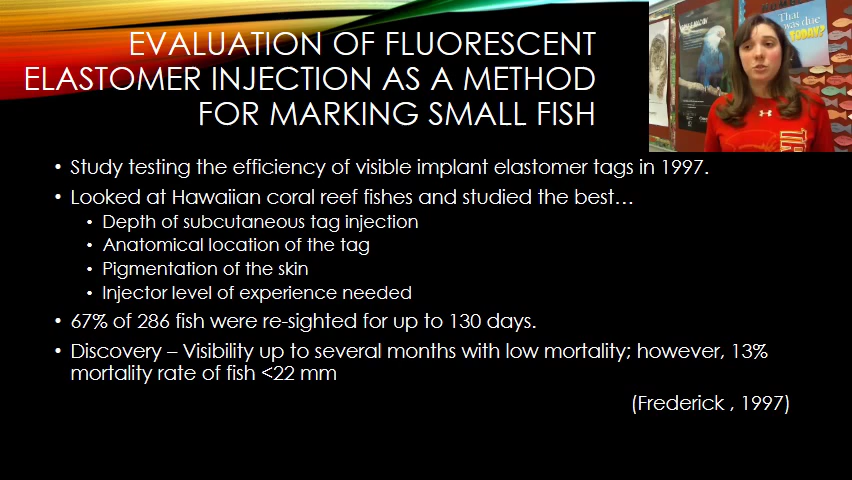 EVALUATION OF FLUORESCENT
ELASTOMER INJECTION AS A METHOD
FOR MARKING SMALL FISH
That
was due
TODAY?
• Study testing the efficiency of visible implant elastomer tags in 1997.
• Looked at Hawaiian coral reef fishes and studied the best…
• Depth of subcutaneous tag injection
• Anatomical location of the tag
• Pigmentation of the skin
• Injector level of experience needed
• 67% of 286 fish were re-sighted for up to 130 days.
• Discovery – Visibility up to several months with low mortality; however, 13%
mortality rate of fish <22 mm
(Frederick , 1997)